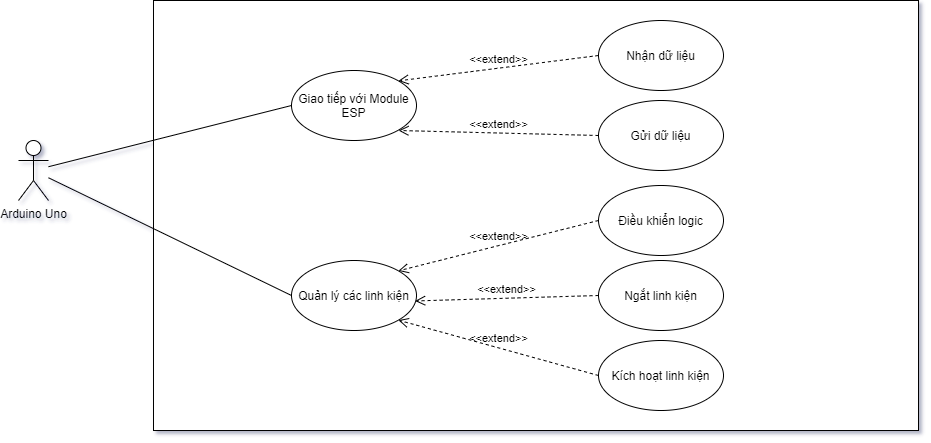 Nhận dữ liệu
<<extend>>
Giao tiếp với Module
ESP
<<extend>>
Gửi dữ liệu
Arduino Uno
Điều khiển logic
<<extend>>
Quản lý các linh kiện
<<extend>>
Ngắt linh kiện
<<extend>>
Kích hoạt linh kiện